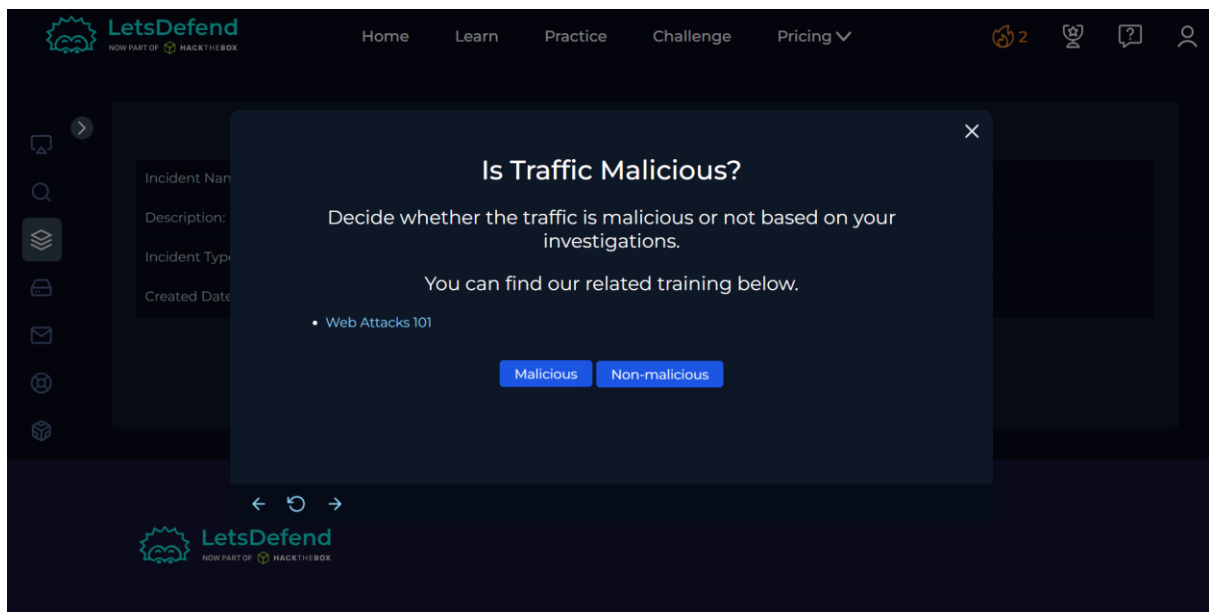 LetsDefend
NOW PART OF HACKTHEBOX
Home Learn Practice Challenge Pricing 2
Is Traffic Malicious?
Incident Nan
Description:
Incident Typ
Created Date
Decide whether the traffic is malicious or not based on your
investigations.
You can find our related training below.
• Web Attacks 101
Malicious Non-malicious
LetsDefend
NOW PART OF HACKTHEBOX